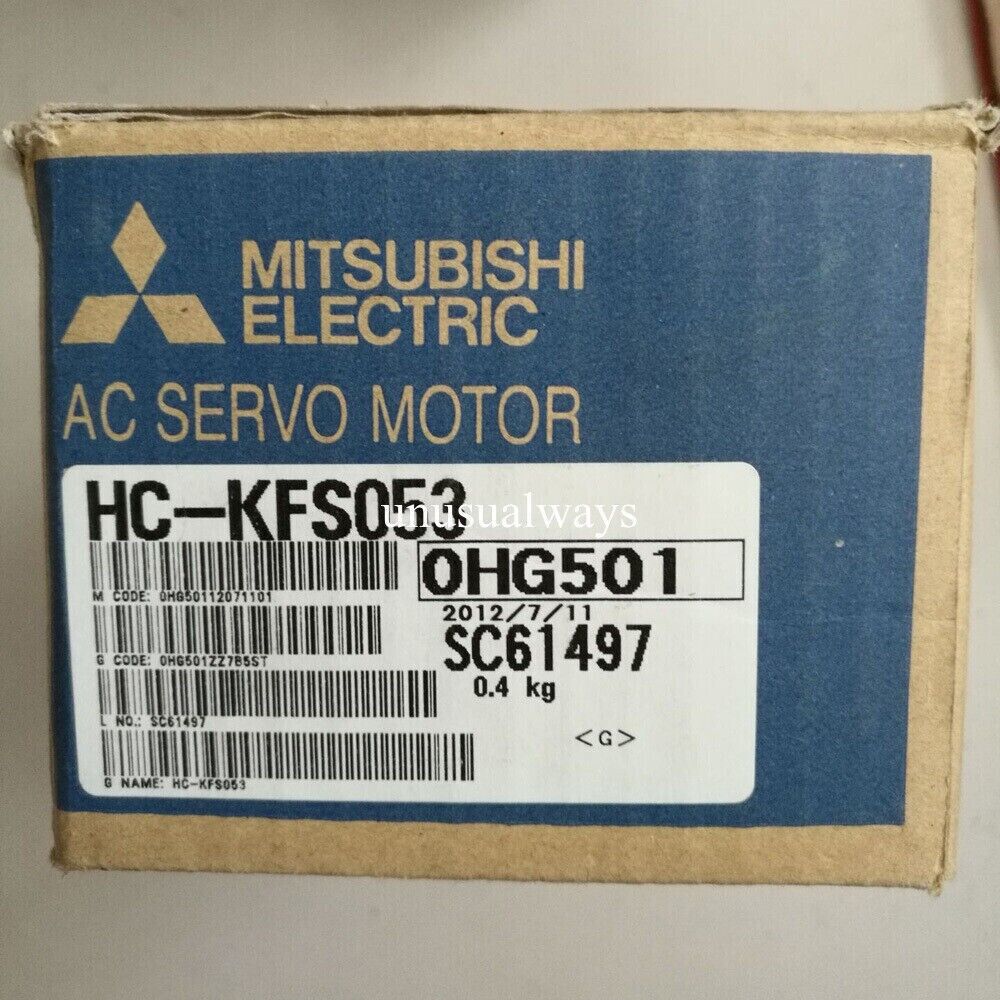 MITSUBISHI
ELECTRIC
AC SERVO MOTOR
HC-KFS053
unusualways
0HG501
M CODE: 0HG50112071101
2012/7/11
SC61497
G CODE: 0HG501ZZ7B5ST
0.4 kg
L NO.: SC61497
<G>
G NAME: HC-KFS053